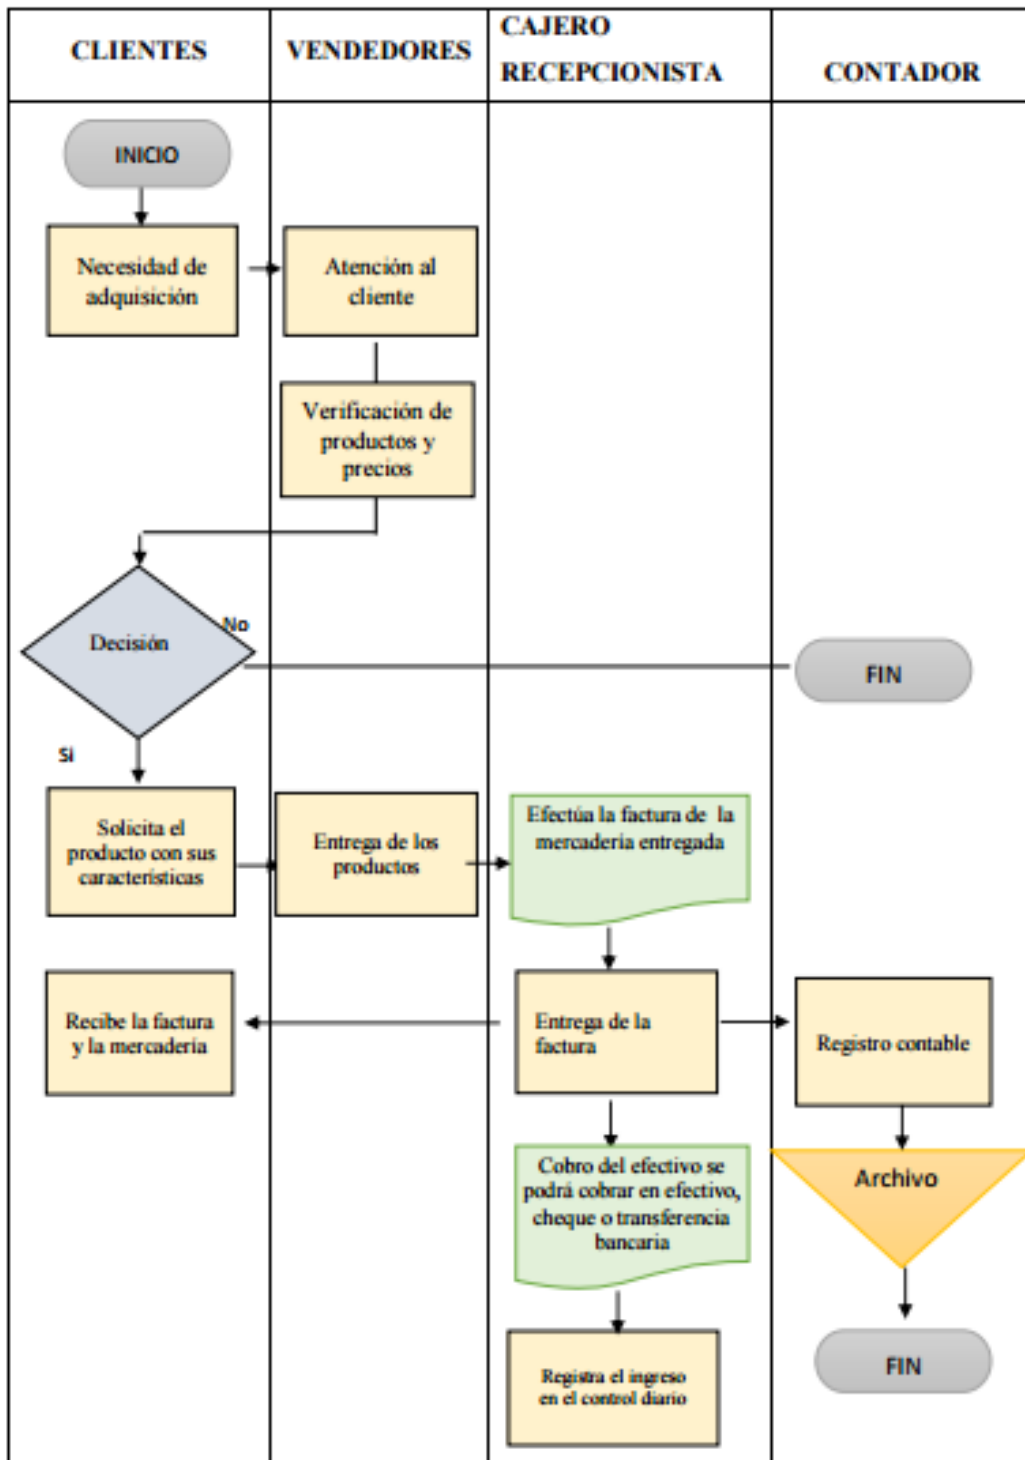 CLIENTES
VENDEDORES
CAJERO
RECEPCIONISTA
CONTADOR
INICIO
Necesidad de
adquisición
Atención al
cliente
Verificación de
productos y
precios
Decisión
No
FIN
Si
Solicita el
producto con sus
características
Entrega de los
productos
Efectúa la factura de la
mercadería entregada
Recibe la factura
y la mercadería
Entrega de la
factura
Registro contable
Cobro del efectivo se
podrá cobrar en efectivo,
cheque o transferencia
bancaria
Archivo
Registra el ingreso
en el control diario
FIN